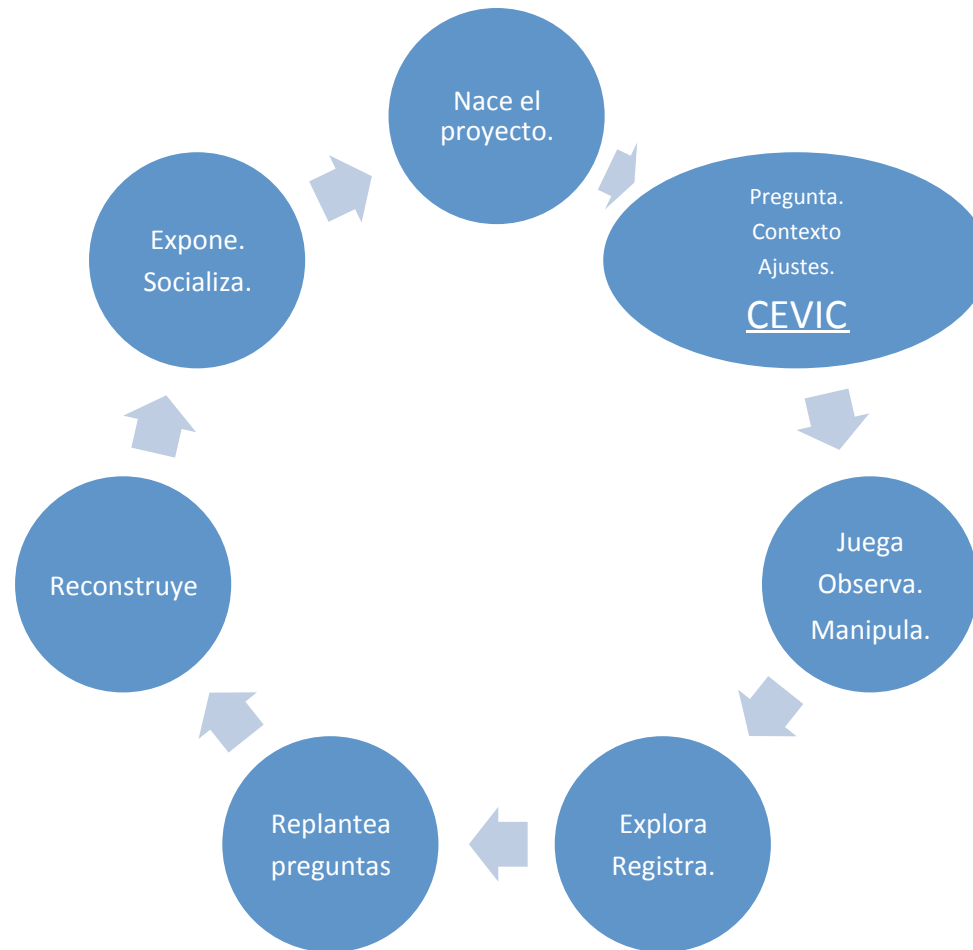 Nace el
proyecto.
Pregunta.
Contexto
Ajustes.
CEVIC
Juega
Observa.
Manipula.
Explora
Registra.
Replantea
preguntas
Reconstruye
Expone.
Socializa.